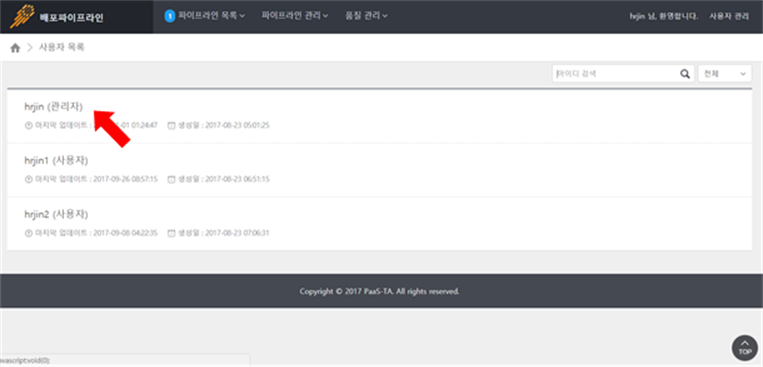 배포파이프라인
1 파이프라인 목록 파이프라인 관리 품질 관리
hrjin 님, 환영합니다. 사용자 관리
사용자 목록
아이디 검색 전체
hrjin (관리자)
마지막 업데이트 : 1-01 01:24:47 생성일 : 2017-08-23 05:01:25
hrjin1 (사용자)
마지막 업데이트 : 2017-09-26 08:57:15 생성일 : 2017-08-23 06:51:15
hrjin2 (사용자)
마지막 업데이트 : 2017-09-08 04:22:35 생성일 : 2017-08-23 07:06:31
Copyright © 2017 PaaS-TA. All rights reserved.
TOP
avascript:void(0);